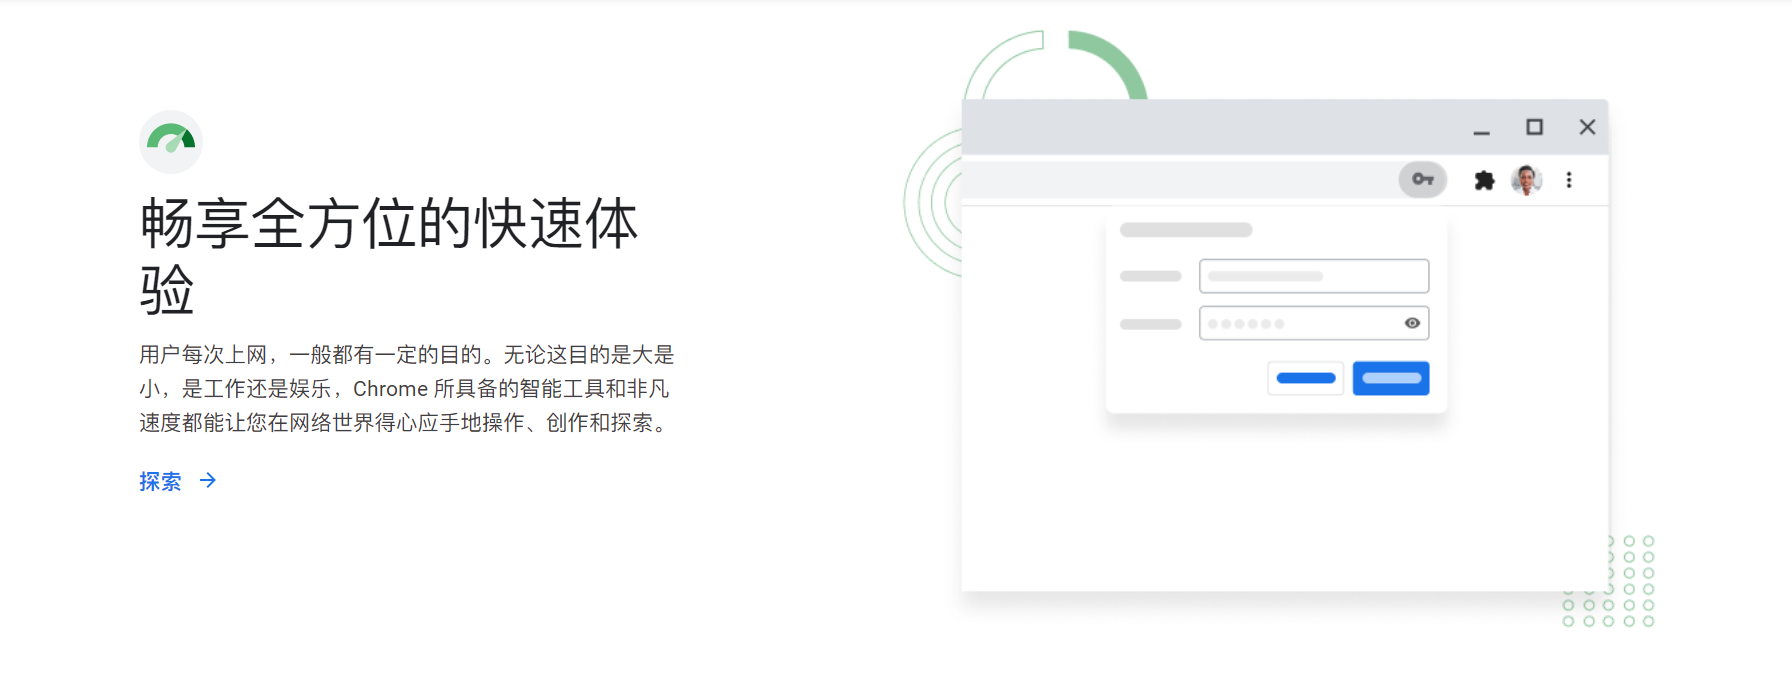 畅享全方位的快速体
验
用户每次上网，一般都有一定的目的。无论这目的是大是
小，是工作还是娱乐，Chrome 所具备的智能工具和非凡
速度都能让您在网络世界得心应手地操作、创作和探索。
探索